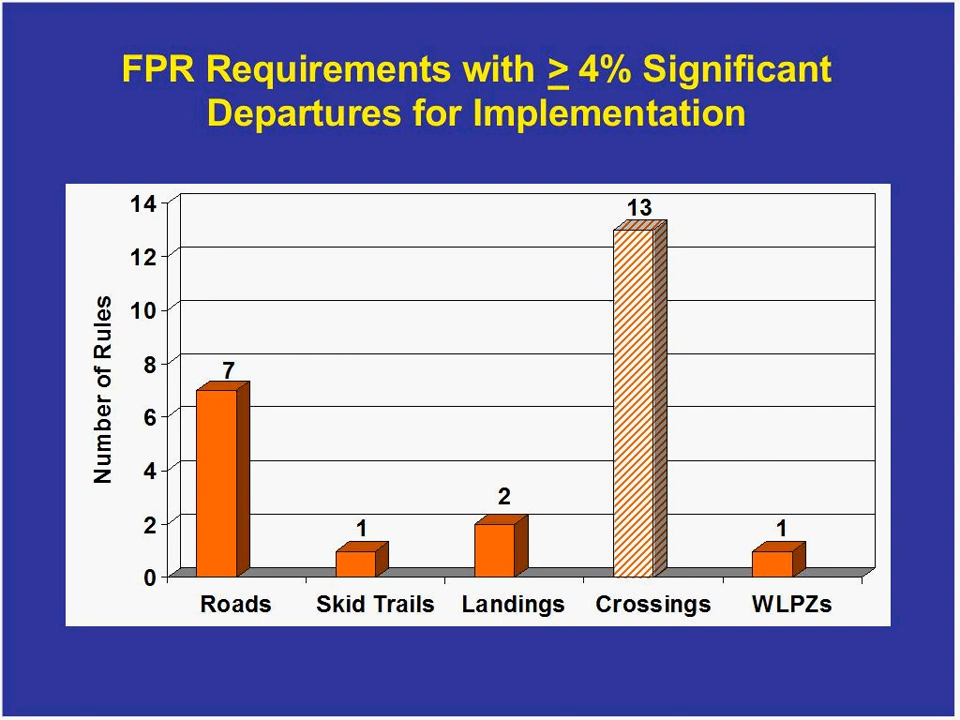 FPR Requirements with ≥ 4% Significant
Departures for Implementation
Number of Rules
14
12
10
8
6
4
2
0
7
1
2
13
1
Roads
Skid Trails
Landings
Crossings
WLPZs